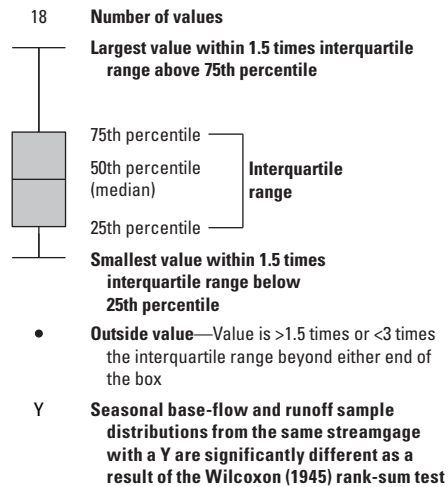 18 Number of values
Largest value within 1.5 times interquartile
range above 75th percentile
75th percentile
50th percentile
(median)
Interquartile
range
25th percentile
Smallest value within 1.5 times
interquartile range below
25th percentile
Outside value—Value is >1.5 times or <3 times
the interquartile range beyond either end of
the box
Y Seasonal base-flow and runoff sample
distributions from the same streamgage
with a Y are significantly different as a
result of the Wilcoxon (1945) rank-sum test